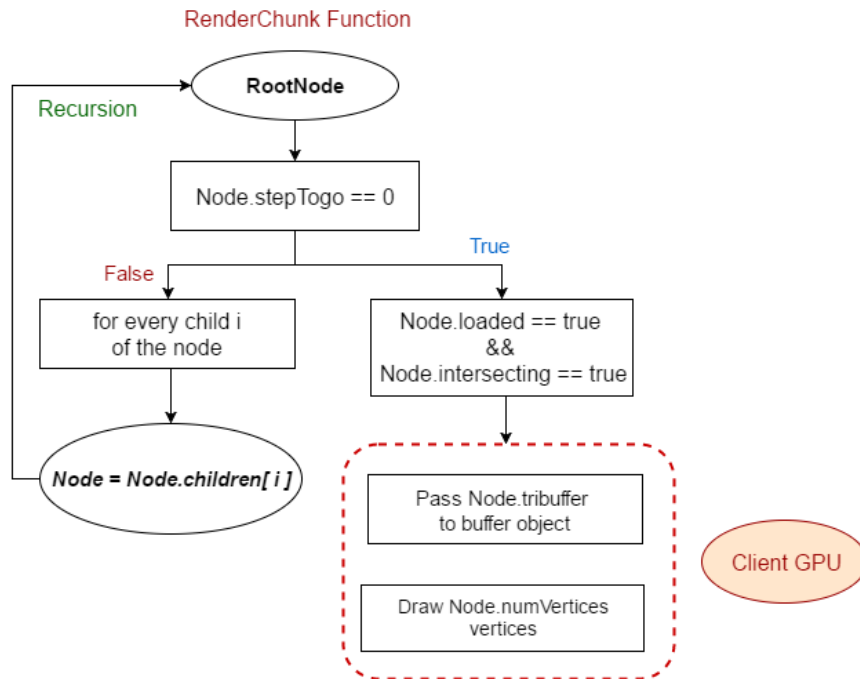 RenderChunk Function
RootNode
Recursion
Node.stepTogo == 0
True
False
for every child i
of the node
Node.loaded == true
&&
Node.intersecting == true
Node = Node.children[ i ]
Pass Node.tribuffer
to buffer object
Client GPU
Draw Node.numVertices
vertices